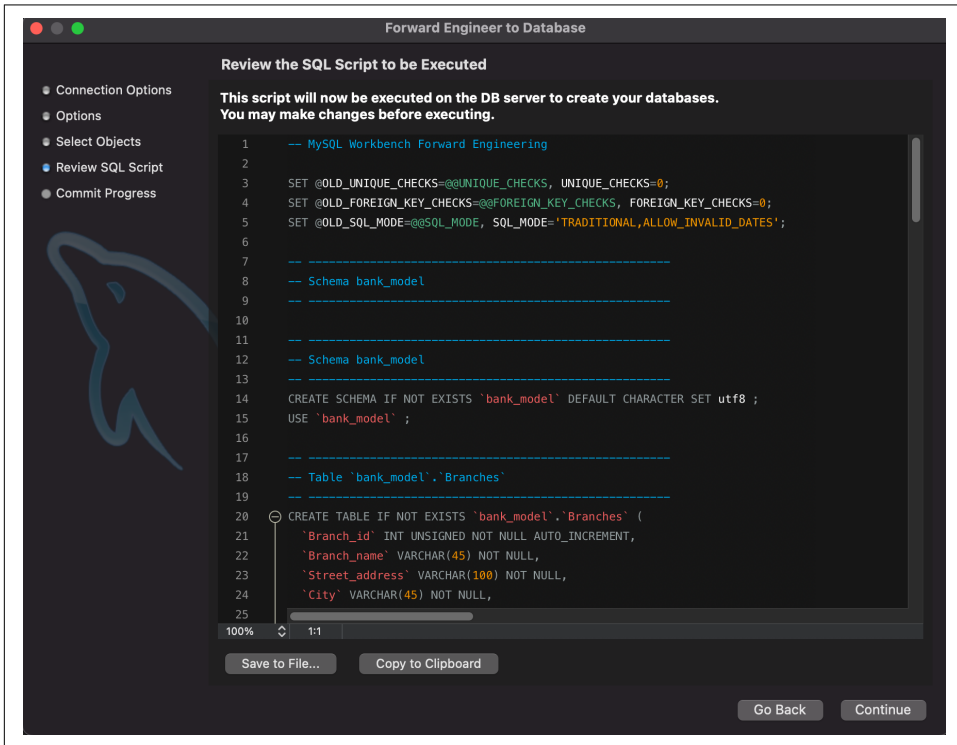 Forward Engineer to Database
Connection Options
Options
Select Objects
Review SQL Script
Commit Progress
Review the SQL Script to be Executed
This script will now be executed on the DB server to create your databases.
You may make changes before executing.
1 -- MySQL Workbench Forward Engineering
2
3 SET @OLD_UNIQUE_CHECKS=@@UNIQUE_CHECKS, UNIQUE_CHECKS=0;
4 SET @OLD_FOREIGN_KEY_CHECKS=@@FOREIGN_KEY_CHECKS, FOREIGN_KEY_CHECKS=0;
5 SET @OLD_SQL_MODE=@@SQL_MODE, SQL_MODE='TRADITIONAL,ALLOW_INVALID_DATES';
6
7 -- -----------------------------------------------------
8 -- Schema bank_model
9 -- -----------------------------------------------------
10
11 -- -----------------------------------------------------
12 -- Schema bank_model
13 -- -----------------------------------------------------
14 CREATE SCHEMA IF NOT EXISTS `bank_model` DEFAULT CHARACTER SET utf8 ;
15 USE `bank_model` ;
16
17 -- -----------------------------------------------------
18 -- Table `bank_model`.`Branches`
19 -- -----------------------------------------------------
20 CREATE TABLE IF NOT EXISTS `bank_model`.`Branches` (
21 `Branch_id` INT UNSIGNED NOT NULL AUTO_INCREMENT,
22 `Branch_name` VARCHAR(45) NOT NULL,
23 `Street_address` VARCHAR(100) NOT NULL,
24 `City` VARCHAR(45) NOT NULL,
25
100% 1:1
Save to File... Copy to Clipboard
Go Back Continue